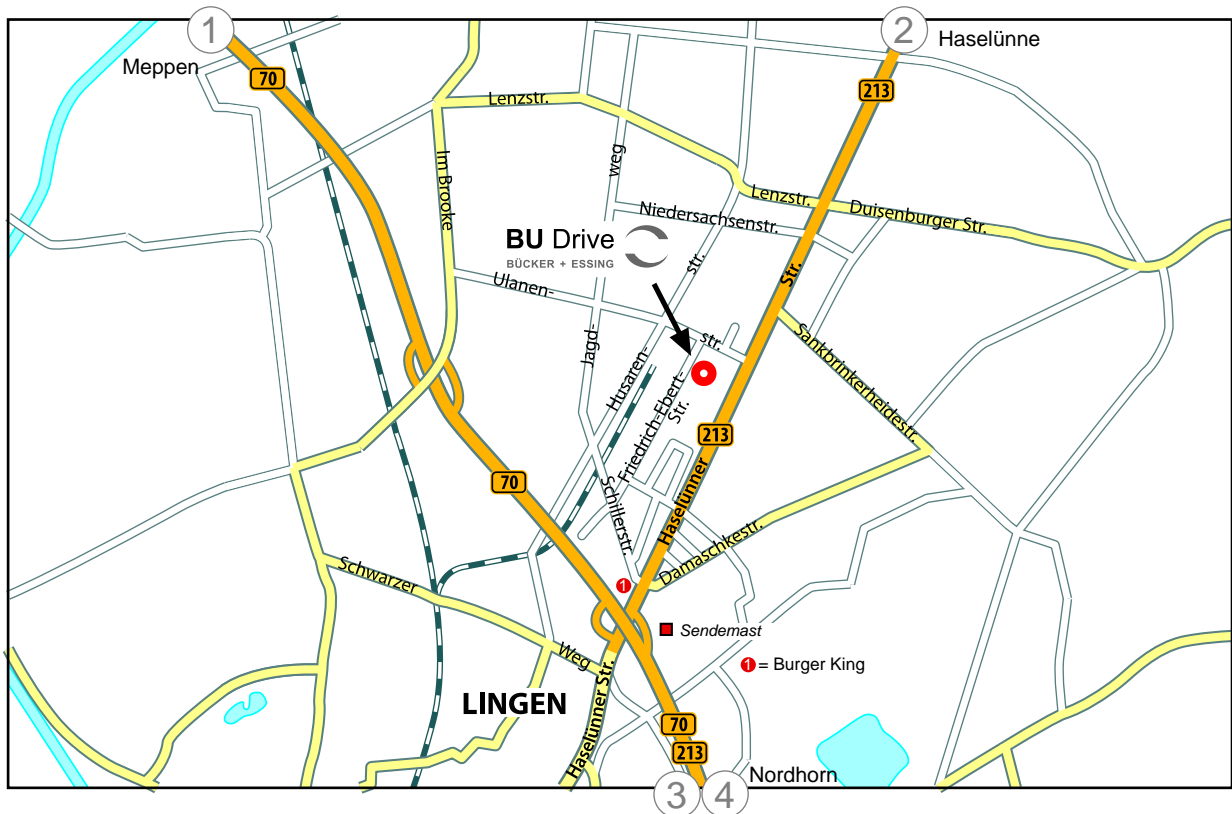 1
2
Haselünne
Meppen
70
213
Lenzstr.
weg
Im Brooke
Lenzstr.
Duisenburger Str.
Niedersachsenstr.
BU Drive
BÜCKER + ESSING
str.
Str.
Ulanen-
str.
Jagd-
Husaren-
Sankbrinkerheidestr.
Friedrich-Ebert-
Str.
213
70
Haselünner
Schillerstr.
Damaschkestr.
Schwarzer
1
Sendemast
Weg
1 = Burger King
LINGEN
Haselünner Str.
70
213
Nordhorn
3
4